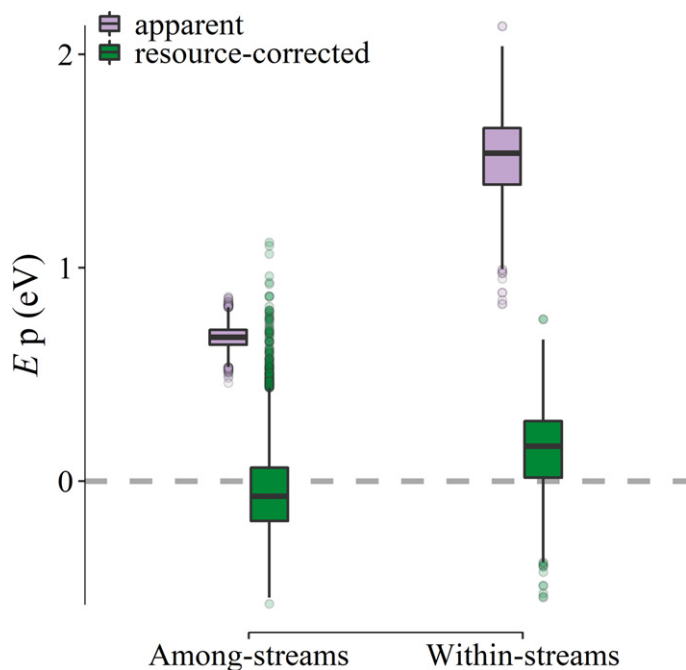 apparent
resource-corrected
2
1
0
E p (eV)
Among-streams Within-streams